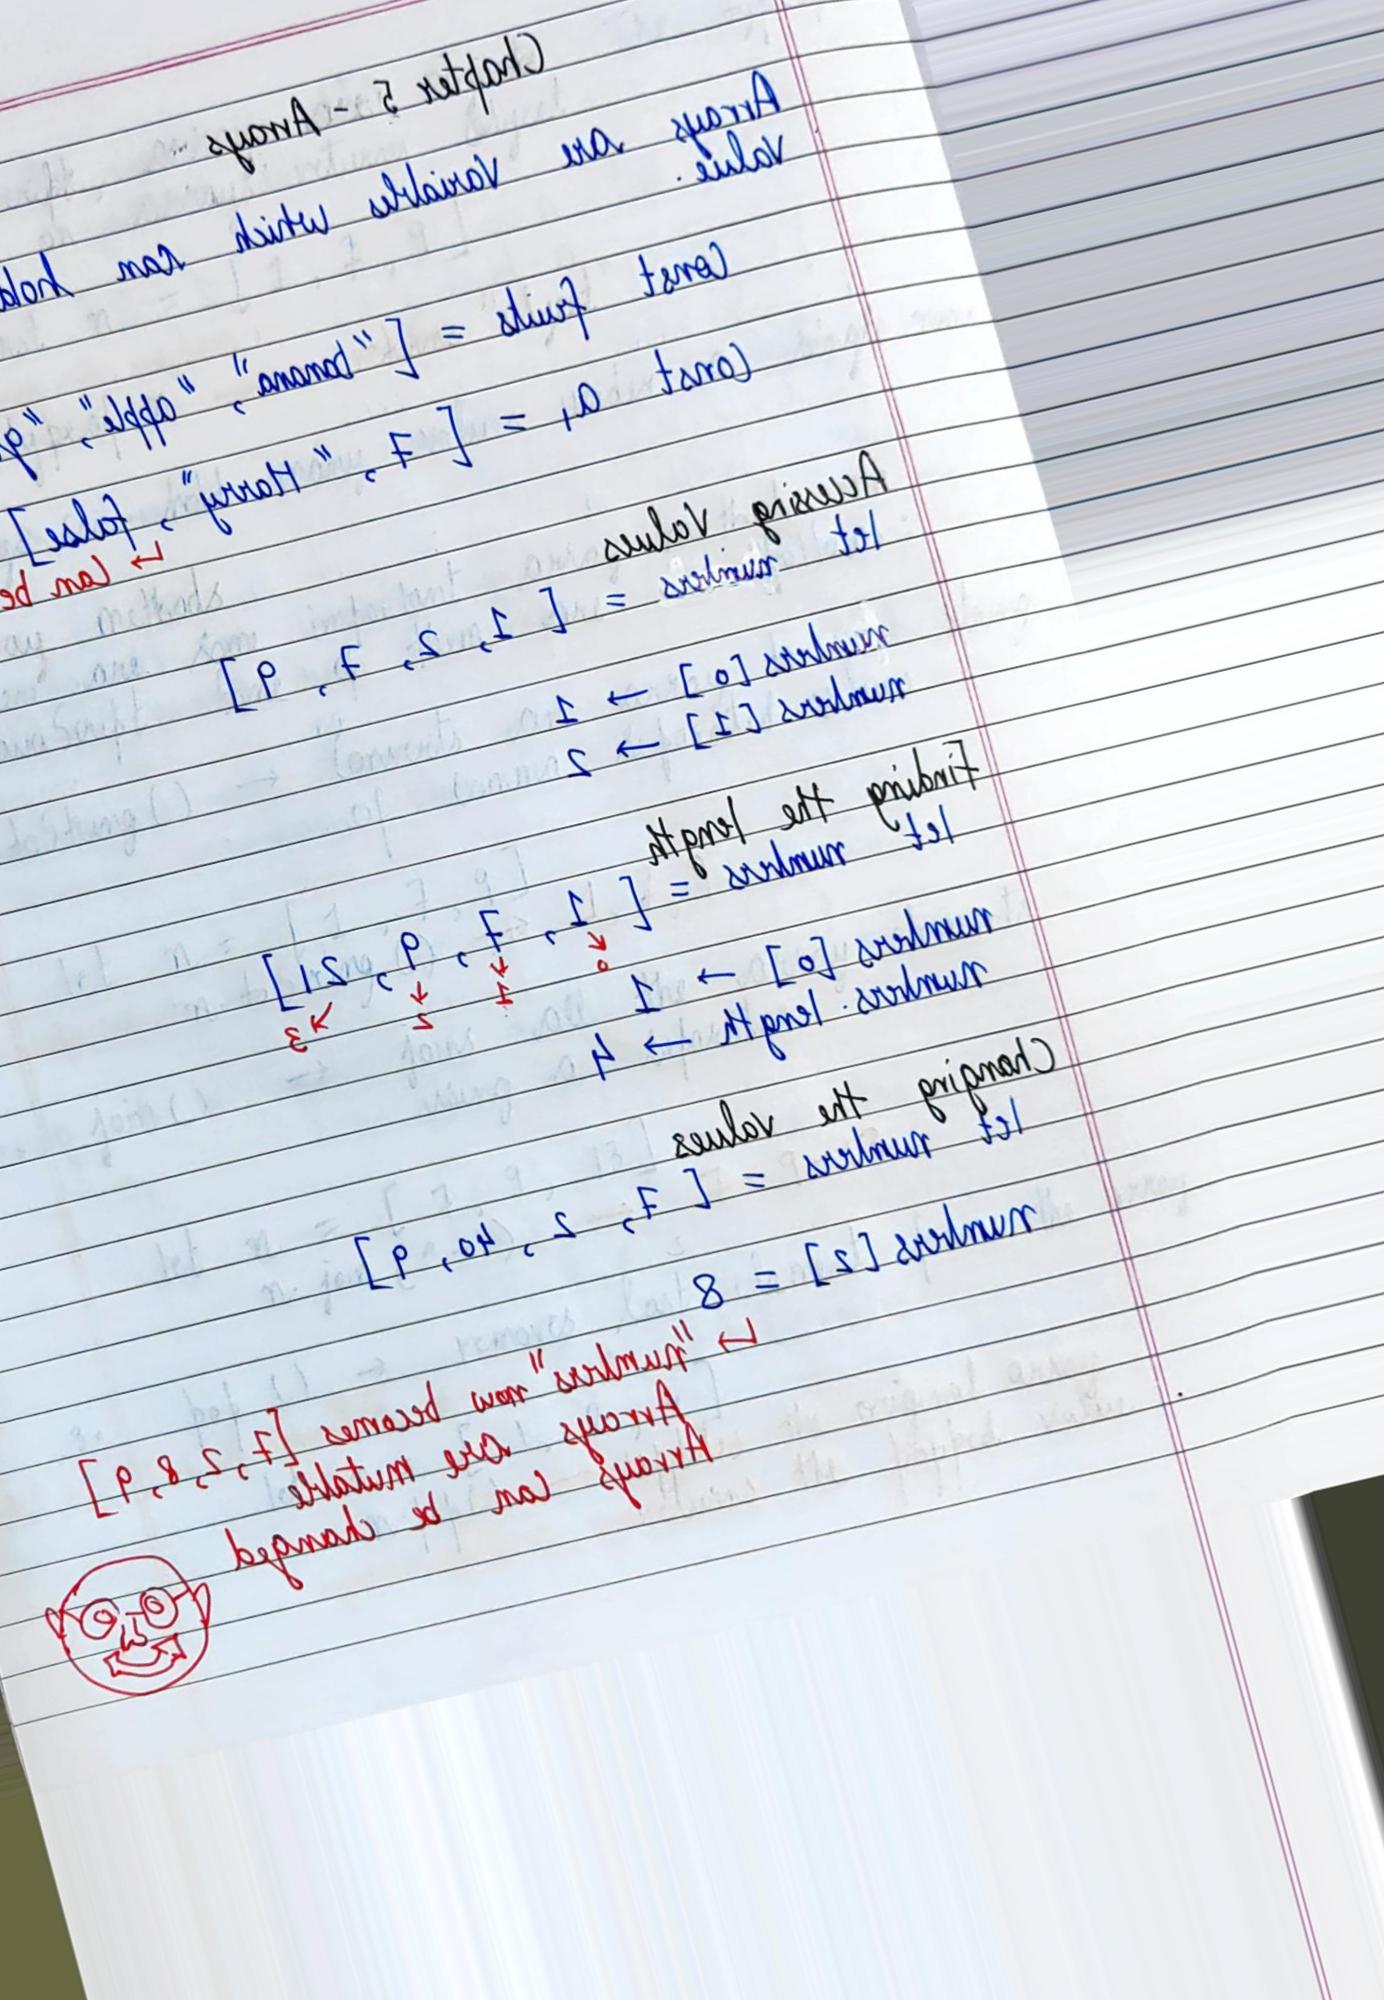 Chapter 5 - Arrays
Arrays are variables which can hold
value.
Const fruits = ["banana", "apple", "g
Const a1 = [7, "Harry", false]
↳ Can be
Accessing Values
let numbers = [1, 2, 7, 9]
numbers [0] → 1
numbers [1] → 2
Finding the length
let numbers = [1, 7, 9, 21]
0 1 2 3
numbers [0] → 1
numbers.length → 4
Changing the values
let numbers = [7, 2, 40, 9]
numbers [2] = 8
↳ "numbers" now becomes [7, 2, 8, 9]
Arrays are mutable
Arrays can be changed